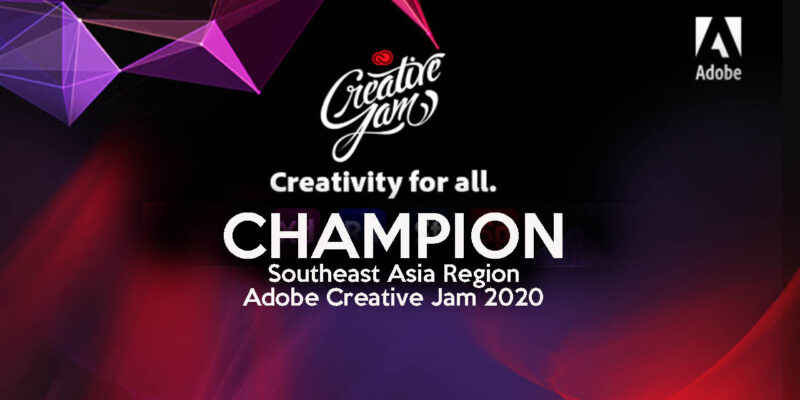 Adobe
Creative
Jam
Creativity for all.
CHAMPION
Southeast Asia Region
Adobe Creative Jam 2020